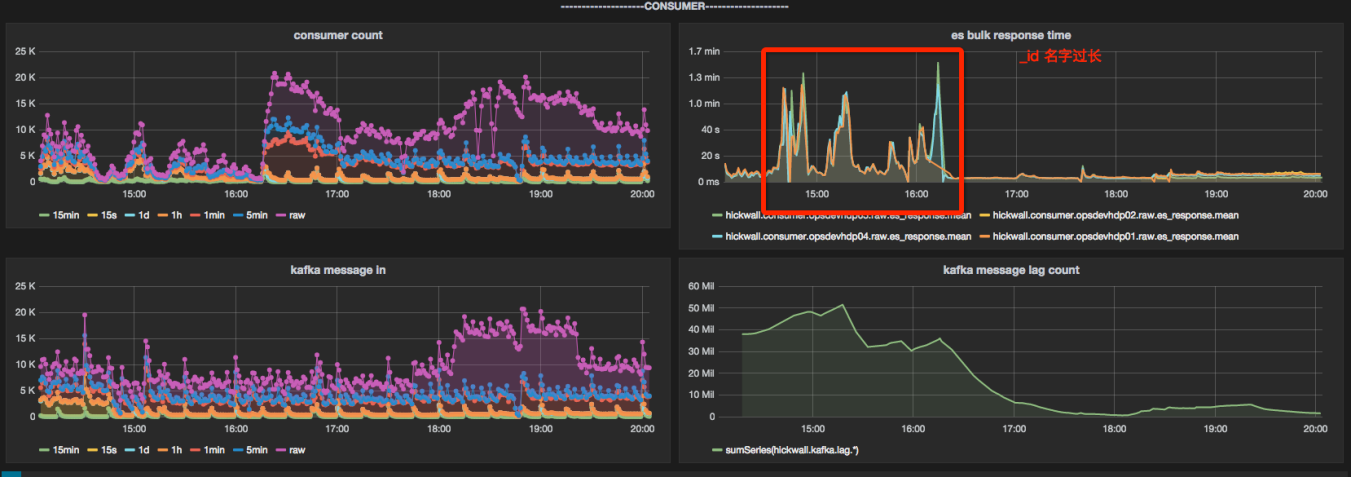 --------------------CONSUMER--------------------
consumer count
25 K
20 K
15 K
10 K
5 K
0
15:00 16:00 17:00 18:00 19:00 20:00
15min 15s 1d 1h 1min 5min raw
es bulk response time
_id 名字过长
1.7 min
1.3 min
1.0 min
40 s
20 s
0 ms
15:00 16:00 17:00 18:00 19:00 20:00
hickwall.consumer.opsdevhdp03.raw.es_response.mean hickwall.consumer.opsdevhdp02.raw.es_response.mean
hickwall.consumer.opsdevhdp04.raw.es_response.mean hickwall.consumer.opsdevhdp01.raw.es_response.mean
kafka message in
25 K
20 K
15 K
10 K
5 K
0
15:00 16:00 17:00 18:00 19:00 20:00
15min 15s 1d 1h 1min 5min raw
kafka message lag count
60 Mil
50 Mil
40 Mil
30 Mil
20 Mil
10 Mil
0
15:00 16:00 17:00 18:00 19:00 20:00
sumSeries(hickwall.kafka.lag.*)